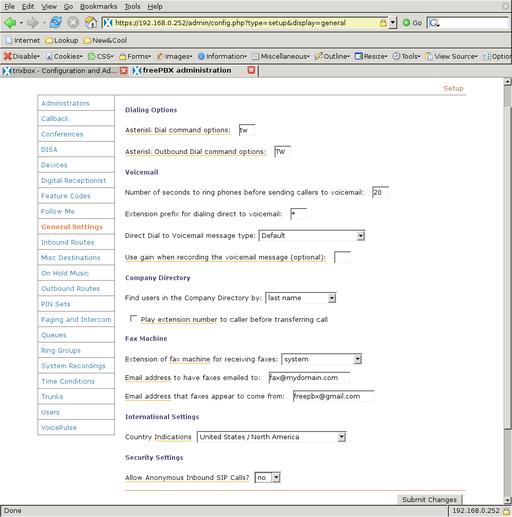 File Edit View Go Bookmarks Tools Help
https://192.168.0.252/admin/config.php?type=setup&display=general Go
Internet Lookup New&Cool
Disable CSS Forms Images Information Miscellaneous Outline Resize Tools View Source Option
trixbox - Configuration and Ad... freePBX administration
Setup
Administrators
Callback
Conferences
DISA
Devices
Digital Receptionist
Feature Codes
Follow Me
General Settings
Inbound Routes
Misc Destinations
On Hold Music
Outbound Routes
PIN Sets
Paging and Intercom
Queues
Ring Groups
System Recordings
Time Conditions
Trunks
Users
VoicePulse
Dialing Options
Asterisk Dial command options: tw
Asterisk Outbound Dial command options: TW
Voicemail
Number of seconds to ring phones before sending callers to voicemail: 20
Extension prefix for dialing direct to voicemail: *
Direct Dial to Voicemail message type: Default
Use gain when recording the voicemail message (optional):
Company Directory
Find users in the Company Directory by: last name
Play extension number to caller before transferring call
Fax Machine
Extension of fax machine for receiving faxes: system
Email address to have faxes emailed to: fax@mydomain.com
Email address that faxes appear to come from: freepbx@gmail.com
International Settings
Country Indications United States / North America
Security Settings
Allow Anonymous Inbound SIP Calls? no
Submit Changes
Done 192.168.0.252